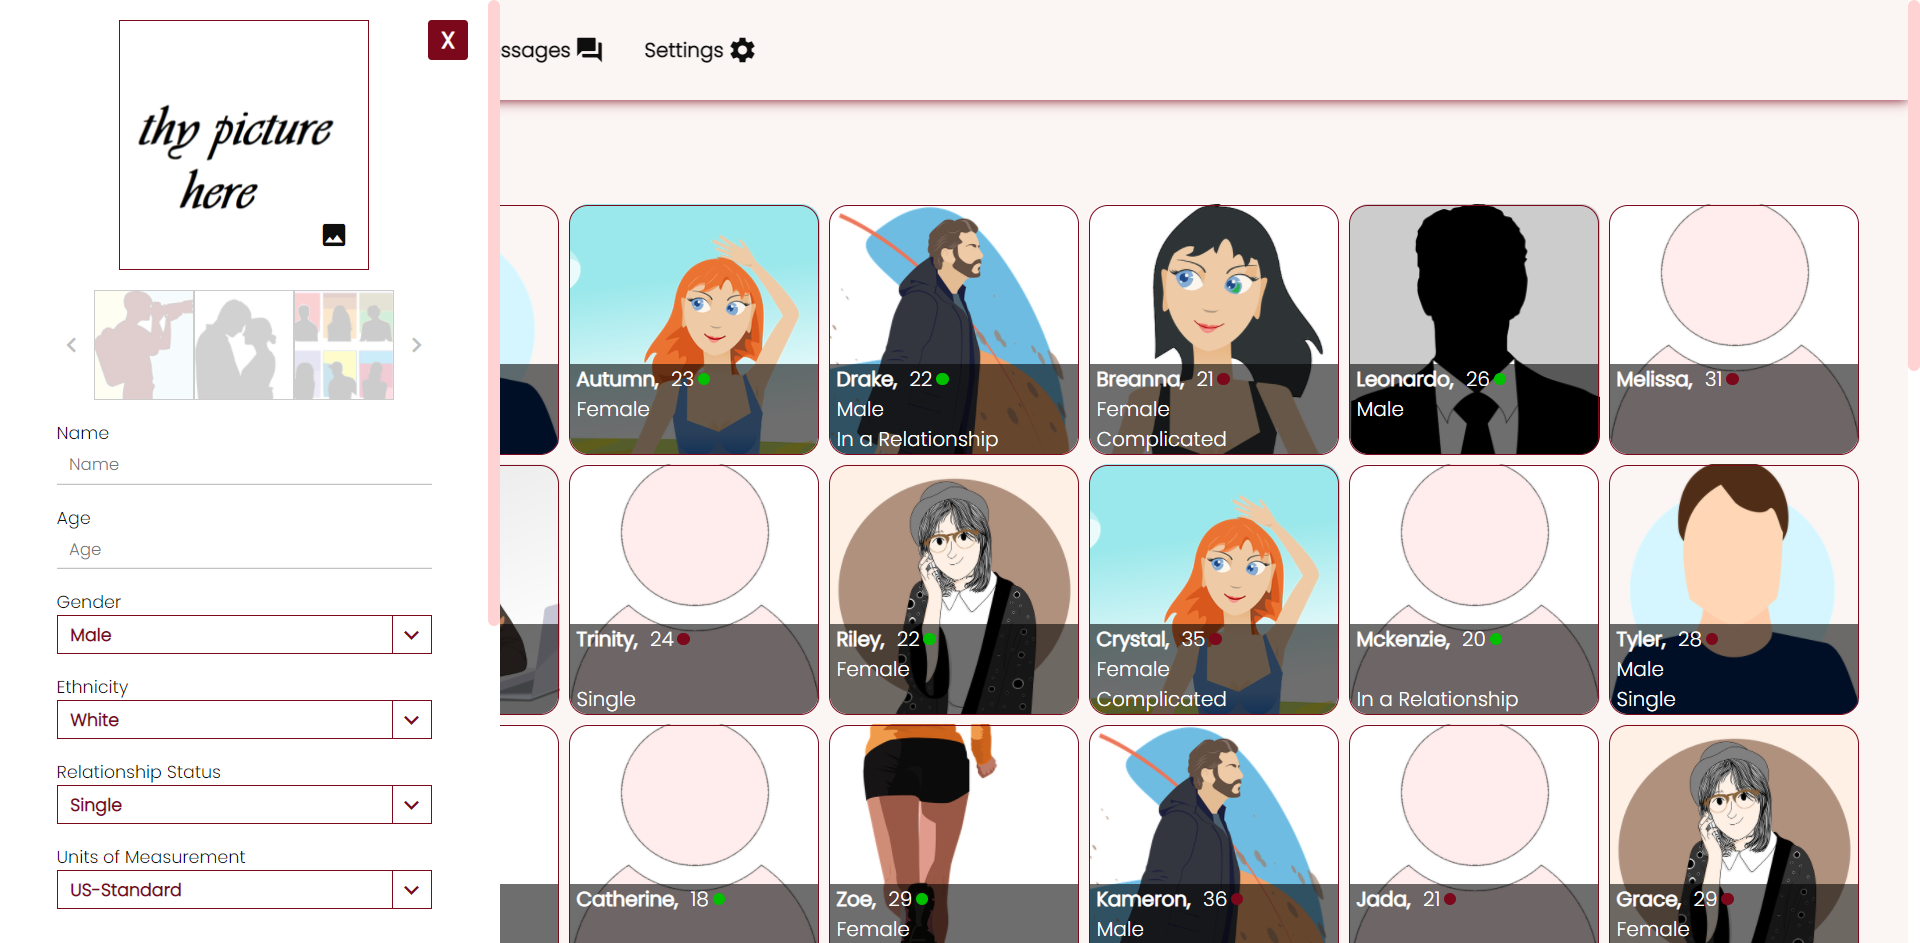 thy picture
here
X
Name
Name
Age
Age
Gender
Male
Ethnicity
White
Relationship Status
Single
Units of Measurement
US-Standard
ssages
Settings
Autumn, 23
Female
Drake, 22
Male
In a Relationship
Breanna, 21
Female
Complicated
Leonardo, 26
Male
Melissa, 31
Trinity, 24
Single
Riley, 22
Female
Crystal, 35
Female
Complicated
Mckenzie, 20
In a Relationship
Tyler, 28
Male
Single
Catherine, 18
Zoe, 29
Female
Kameron, 36
Male
Jada, 21
Grace, 29
Female